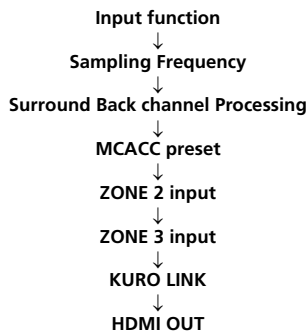 Input function
↓
Sampling Frequency
↓
Surround Back channel Processing
↓
MCACC preset
↓
ZONE 2 input
↓
ZONE 3 input
↓
KURO LINK
↓
HDMI OUT